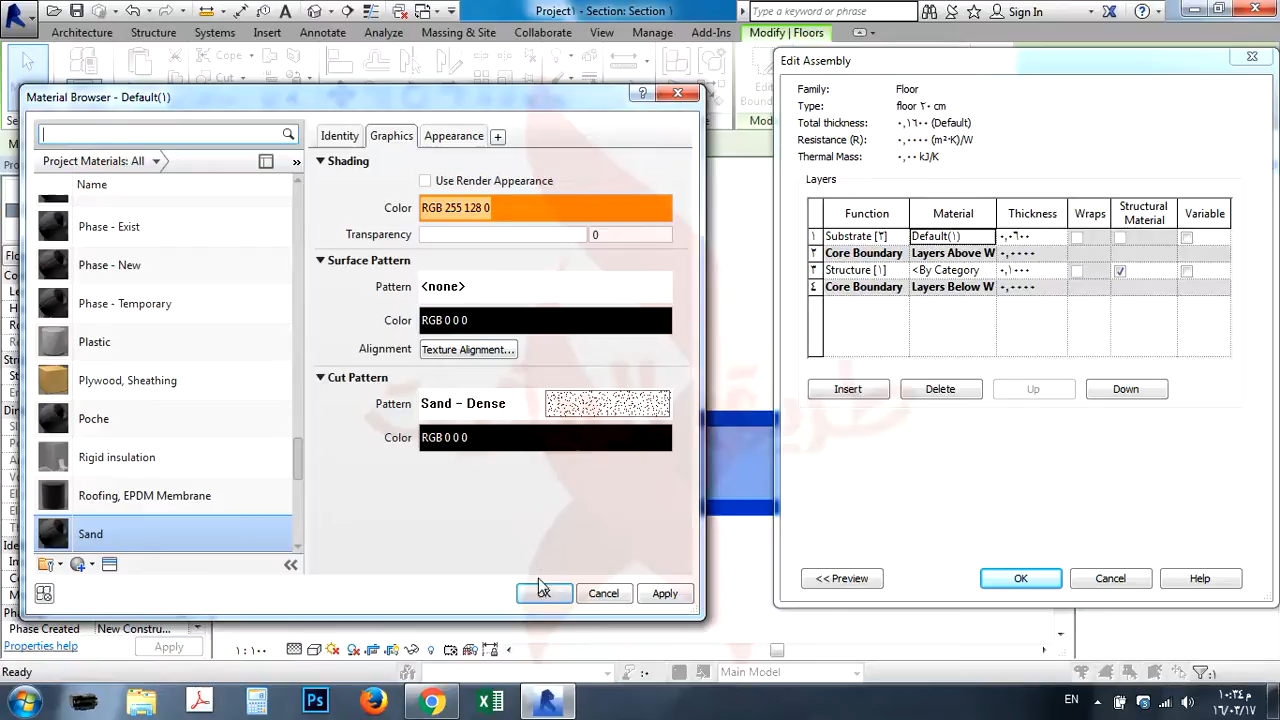 Project1 - Section: Section 1
Type a keyword or phrase
Sign In
Architecture Structure Systems Insert Annotate Analyze Massing & Site Collaborate View Manage Add-Ins Modify | Floors
Cope
Material Browser - Default(١)
Project Materials: All
Name
Phase - Exist
Phase - New
Phase - Temporary
Plastic
Plywood, Sheathing
Poche
Rigid insulation
Roofing, EPDM Membrane
Sand
Identity Graphics Appearance
Shading
Use Render Appearance
Color RGB 255 128 0
Transparency 0
Surface Pattern
Pattern <none>
Color RGB 0 0 0
Alignment Texture Alignment...
Cut Pattern
Pattern Sand - Dense
Color RGB 0 0 0
OK Cancel Apply
Edit Assembly
Family: Floor
Type: floor ٢٠ cm
Total thickness: ٠,١٦٠٠ (Default)
Resistance (R): ٠,٠٠٠٠ (m²·K)/W
Thermal Mass: ٠,٠٠ kJ/K
Layers
Function Material Thickness Wraps Structural Material Variable
١ Substrate [٢] Default(١) ٠,٠٦٠٠
٢ Core Boundary Layers Above W ٠,٠٠٠٠
٣ Structure [١] <By Category ٠,١٠٠٠
٤ Core Boundary Layers Below W ٠,٠٠٠٠
Insert Delete Up Down
<< Preview OK Cancel Help
Phase Created New Constru...
Properties help Apply
١ : ١٠٠
Ready
Main Model
EN
١٠:٣٤ م
١٦/٠٣/١٧